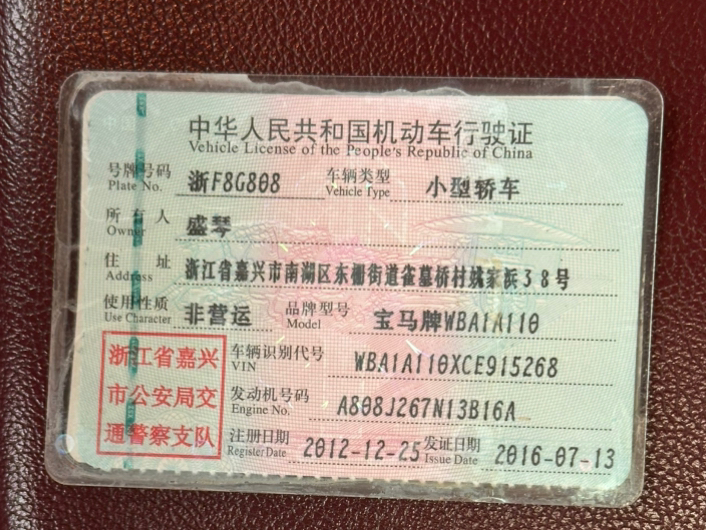 中华人民共和国机动车行驶证
Vehicle License of the People's Republic of China
号牌号码 浙F8G808 车辆类型 小型轿车
Plate No. Vehicle Type
所有人 盛琴
Owner
住址 浙江省嘉兴市南湖区东栅街道雀墓桥村姚家浜38号
Address
使用性质 非营运 品牌型号 宝马牌WBA1A110
Use Character Model
浙江省嘉兴 车辆识别代号 WBA1A110XCE915268
VIN
市公安局交 发动机号码 A808J267N13B16A
Engine No.
通警察支队 注册日期 2012-12-25 发证日期 2016-07-13
Register Date Issue Date